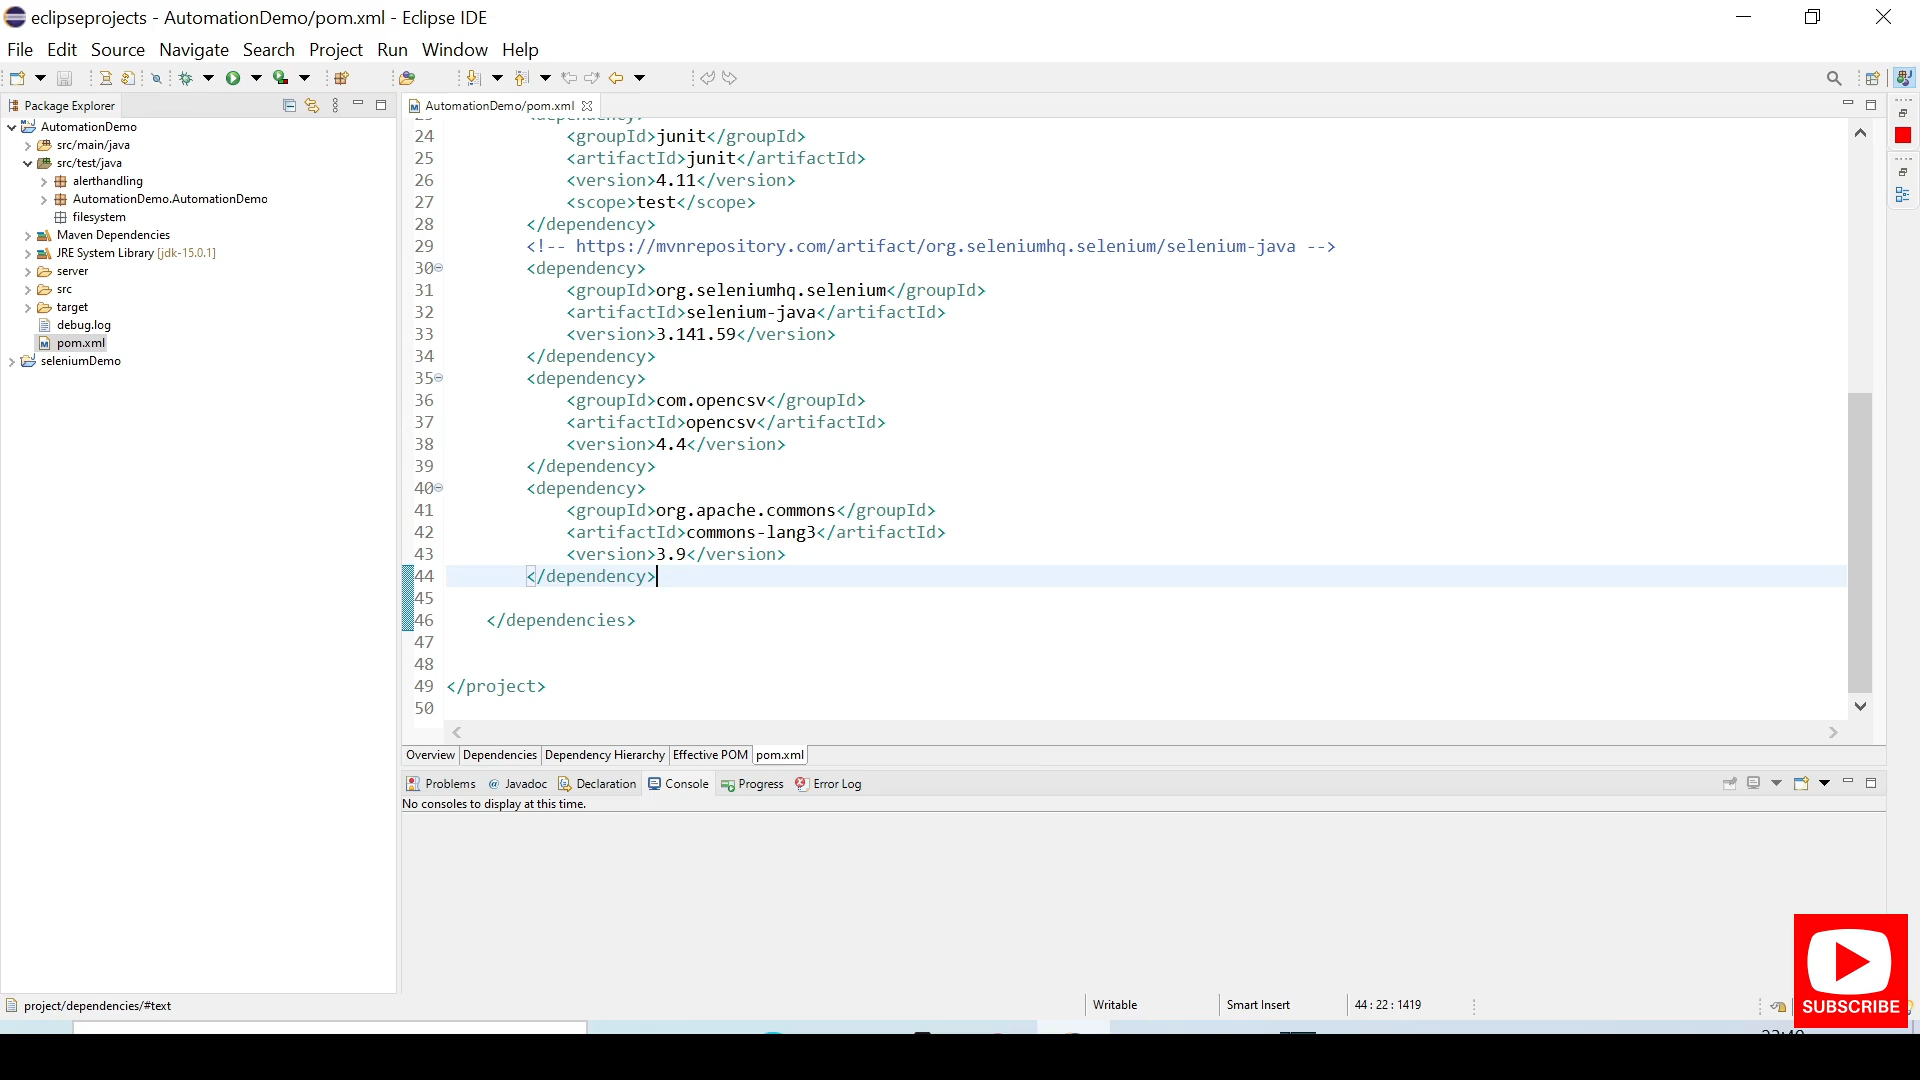 eclipseprojects - AutomationDemo/pom.xml - Eclipse IDE
File Edit Source Navigate Search Project Run Window Help
Package Explorer
AutomationDemo
src/main/java
src/test/java
alerthandling
AutomationDemo.AutomationDemo
filesystem
Maven Dependencies
JRE System Library [jdk-15.0.1]
server
src
target
debug.log
pom.xml
seleniumDemo
AutomationDemo/pom.xml
24 <groupId>junit</groupId>
25 <artifactId>junit</artifactId>
26 <version>4.11</version>
27 <scope>test</scope>
28 </dependency>
29 <!-- https://mvnrepository.com/artifact/org.seleniumhq.selenium/selenium-java -->
30 <dependency>
31 <groupId>org.seleniumhq.selenium</groupId>
32 <artifactId>selenium-java</artifactId>
33 <version>3.141.59</version>
34 </dependency>
35 <dependency>
36 <groupId>com.opencsv</groupId>
37 <artifactId>opencsv</artifactId>
38 <version>4.4</version>
39 </dependency>
40 <dependency>
41 <groupId>org.apache.commons</groupId>
42 <artifactId>commons-lang3</artifactId>
43 <version>3.9</version>
44 </dependency>
45
46 </dependencies>
47
48
49 </project>
50
Overview Dependencies Dependency Hierarchy Effective POM pom.xml
Problems Javadoc Declaration Console Progress Error Log
No consoles to display at this time.
project/dependencies/#text Writable Smart Insert 44 : 22 : 1419
SUBSCRIBE